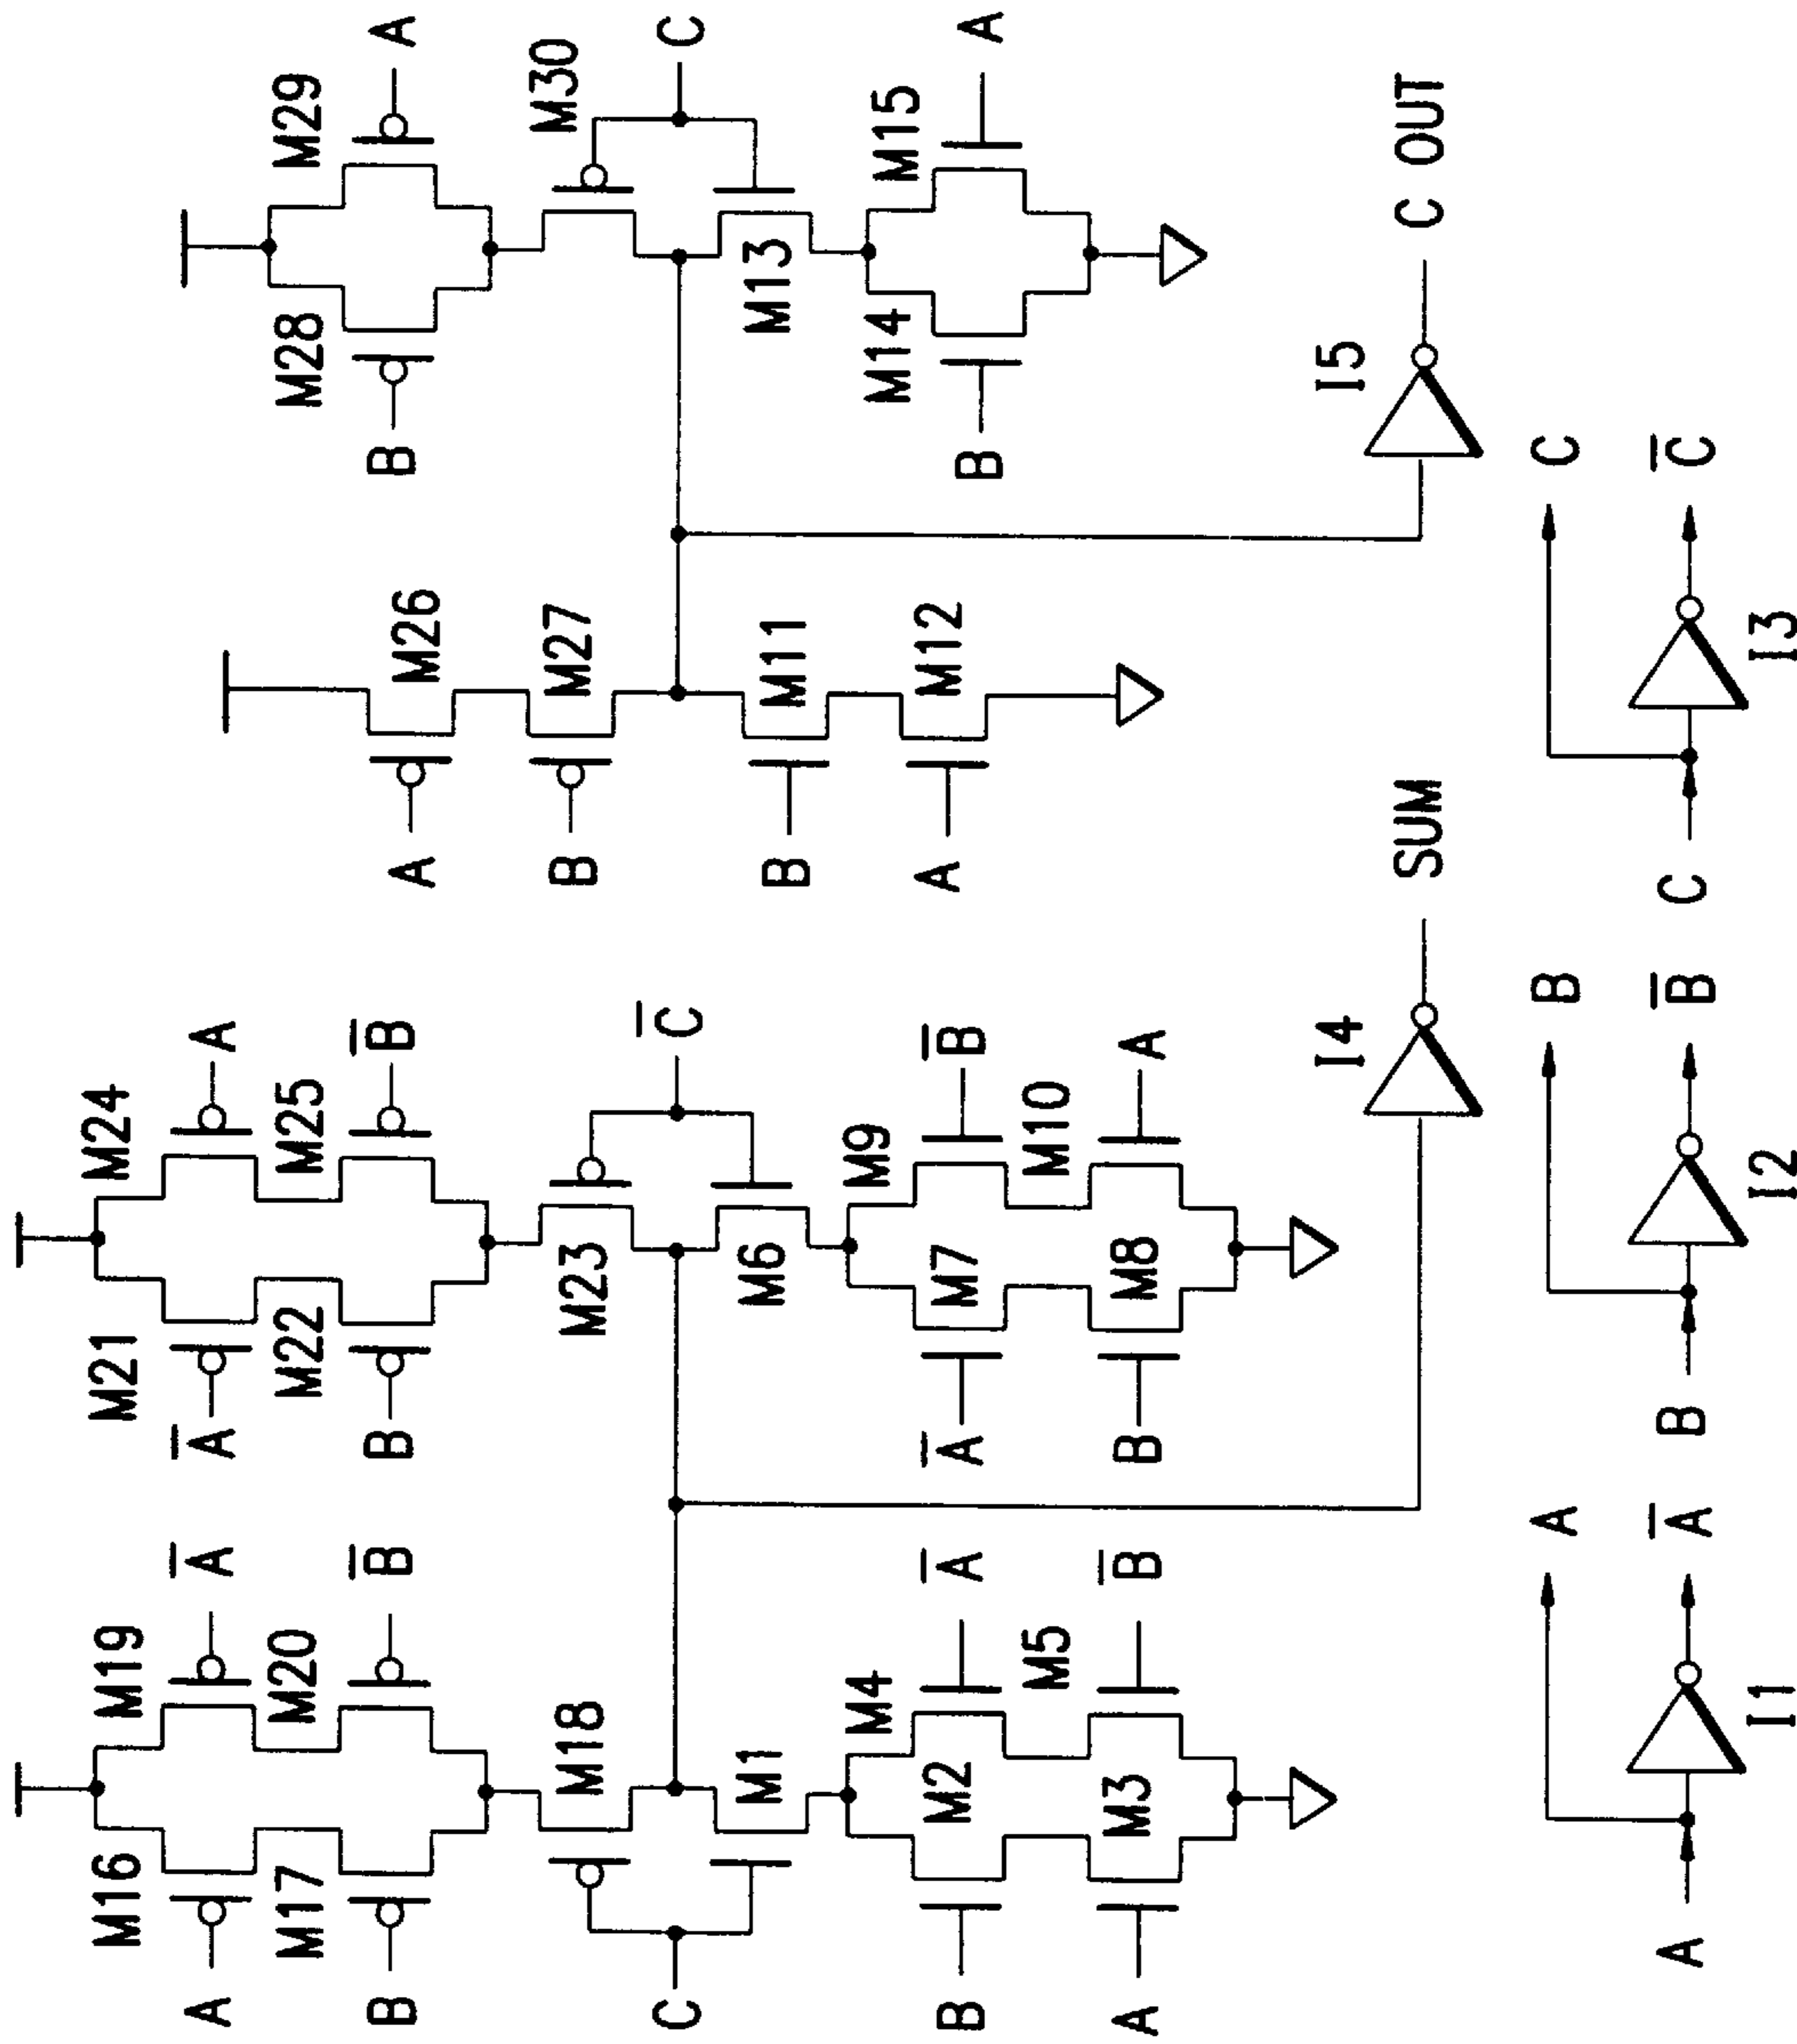 M16 M19 M21 M24
A A̅ A̅ A
M17 M20 M22 M25 M28 M29
B B̅ B B̅ A M26 B A
M18 M23 B M27 M30
C C̅ C
M1 M6 B M11 M13
M4 M9 M14 M15
B M2 A̅ A̅ M7 B̅ A M12 B A
M5 M10
A M3 B̅ B M8 A
I4 I5
SUM C OUT
A B C
A A̅ B B̅ C C̅
I1 I2 I3